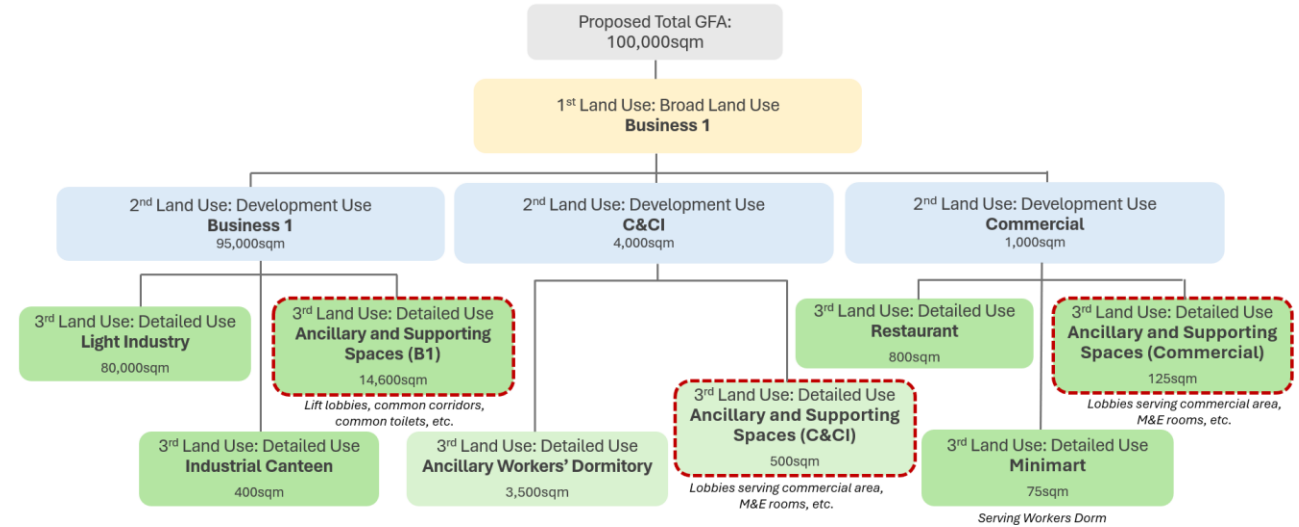 Proposed Total GFA:
100,000sqm
1st Land Use: Broad Land Use
Business 1
2nd Land Use: Development Use
Business 1
95,000sqm
2nd Land Use: Development Use
C&CI
4,000sqm
2nd Land Use: Development Use
Commercial
1,000sqm
3rd Land Use: Detailed Use
Light Industry
80,000sqm
3rd Land Use: Detailed Use
Ancillary and Supporting
Spaces (B1)
14,600sqm
Lift lobbies, common corridors,
common toilets, etc.
3rd Land Use: Detailed Use
Industrial Canteen
400sqm
3rd Land Use: Detailed Use
Ancillary Workers’ Dormitory
3,500sqm
3rd Land Use: Detailed Use
Ancillary and Supporting
Spaces (C&CI)
500sqm
Lobbies serving commercial area,
M&E rooms, etc.
3rd Land Use: Detailed Use
Restaurant
800sqm
3rd Land Use: Detailed Use
Ancillary and Supporting
Spaces (Commercial)
125sqm
Lobbies serving commercial area,
M&E rooms, etc.
3rd Land Use: Detailed Use
Minimart
75sqm
Serving Workers Dorm